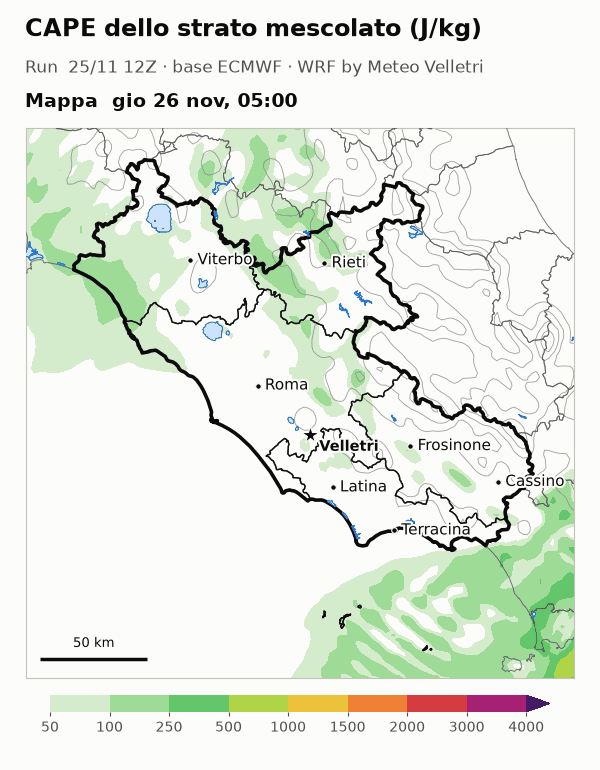 CAPE dello strato mescolato (J/kg)
Run 25/11 12Z · base ECMWF · WRF by Meteo Velletri
Mappa gio 26 nov, 05:00
Viterbo
Rieti
Roma
Velletri
Frosinone
Latina
Cassino
Terracina
50 km
50 100 250 500 1000 1500 2000 3000 4000